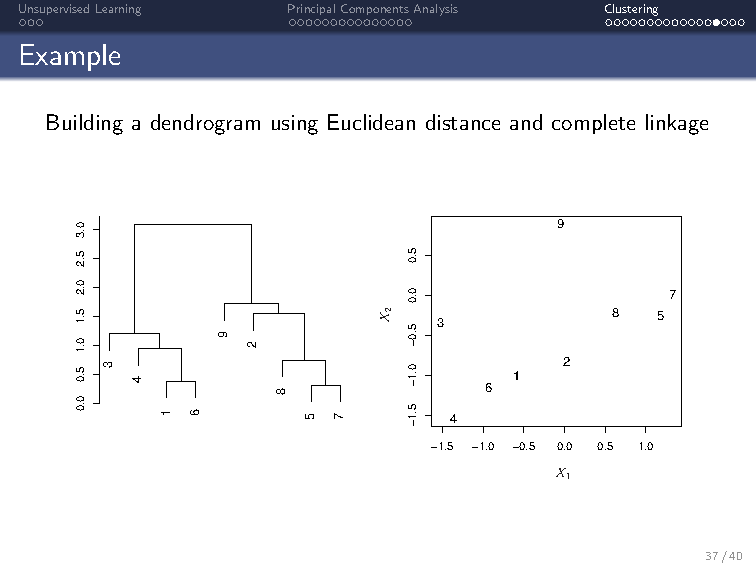 Unsupervised Learning Principal Components Analysis Clustering
Example
Building a dendrogram using Euclidean distance and complete linkage
0.0 0.5 1.0 1.5 2.0 2.5 3.0
3
4
1 6
9
2
8
5 7
X2
−1.5 −1.0 −0.5 0.0 0.5
9
7
8 5
3
2
1
6
4
−1.5 −1.0 −0.5 0.0 0.5 1.0
X1
37 / 40